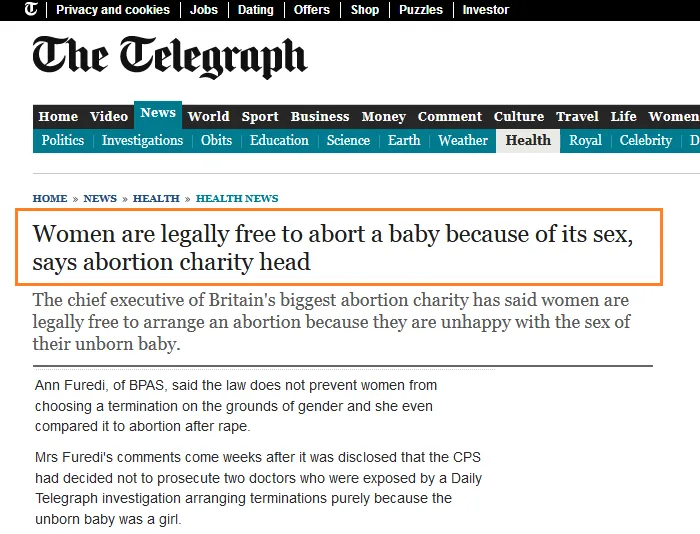 Privacy and cookies | Jobs | Dating | Offers | Shop | Puzzles | Investor
The Telegraph
Home Video News World Sport Business Money Comment Culture Travel Life Women
Politics | Investigations | Obits | Education | Science | Earth | Weather | Health | Royal | Celebrity | D
HOME » NEWS » HEALTH » HEALTH NEWS
Women are legally free to abort a baby because of its sex,
says abortion charity head
The chief executive of Britain's biggest abortion charity has said women are
legally free to arrange an abortion because they are unhappy with the sex of
their unborn baby.
Ann Furedi, of BPAS, said the law does not prevent women from
choosing a termination on the grounds of gender and she even
compared it to abortion after rape.
Mrs Furedi's comments come weeks after it was disclosed that the CPS
had decided not to prosecute two doctors who were exposed by a Daily
Telegraph investigation arranging terminations purely because the
unborn baby was a girl.